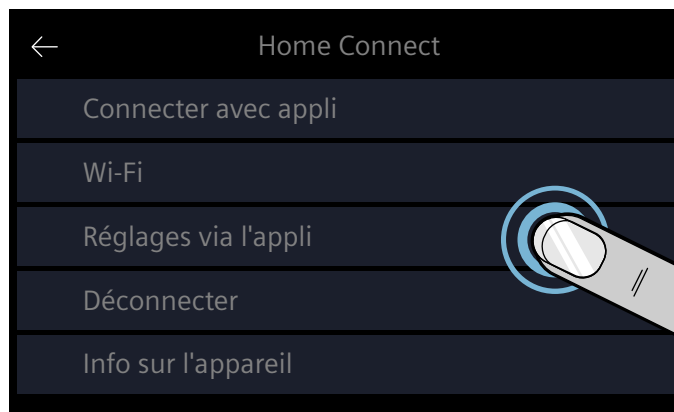 Home Connect
Connecter avec appli
Wi-Fi
Réglages via l'appli
Déconnecter
Info sur l'appareil